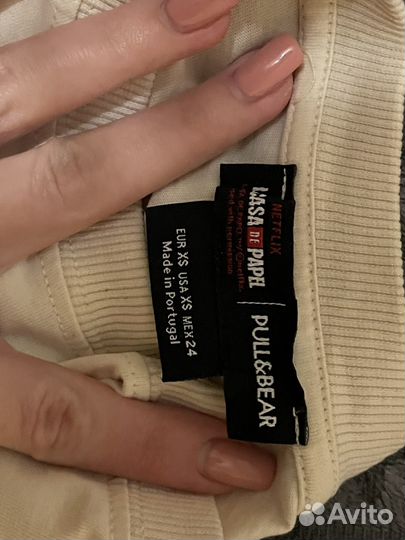 NETFLIX
LA CASA DE PAPEL
PULL&BEAR
EUR XS USA XS MEX 24
Made in Portugal
Avito